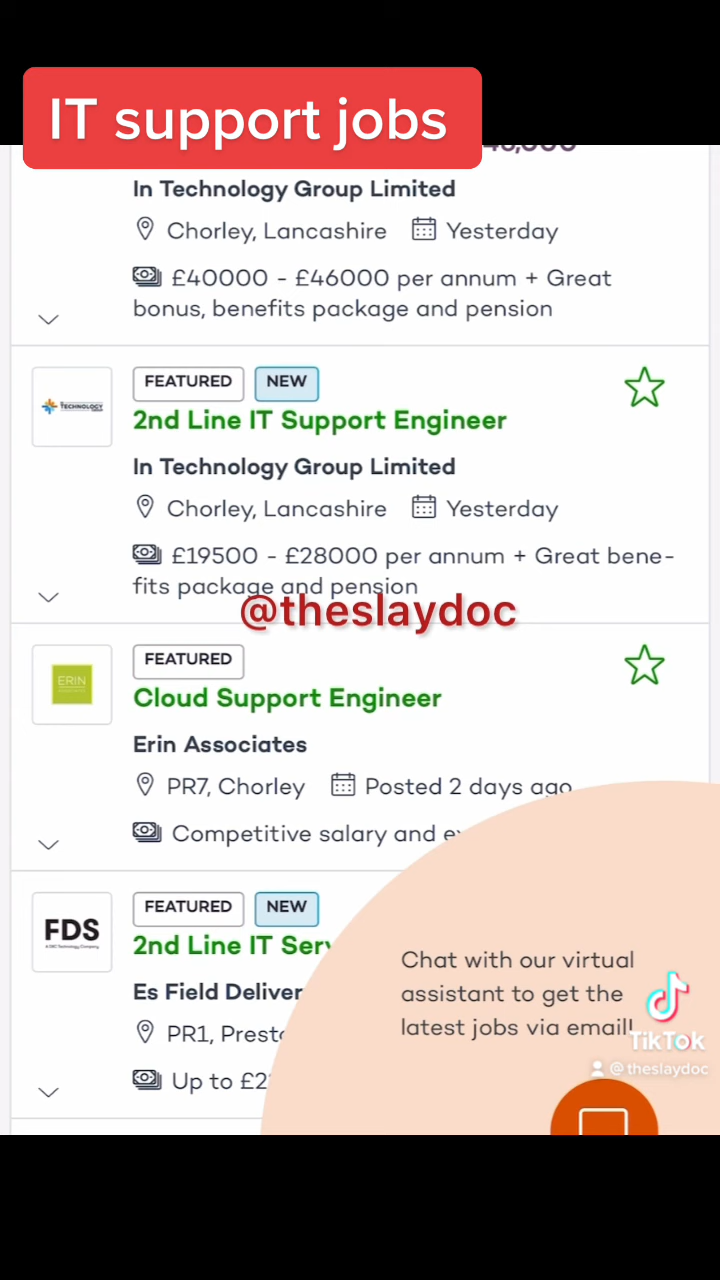 IT support jobs
In Technology Group Limited
Chorley, Lancashire Yesterday
£40000 - £46000 per annum + Great
bonus, benefits package and pension
FEATURED NEW
TECHNOLOGY
2nd Line IT Support Engineer
In Technology Group Limited
Chorley, Lancashire Yesterday
£19500 - £28000 per annum + Great bene-
fits package and pension
@theslaydoc
FEATURED
ERIN
Cloud Support Engineer
Erin Associates
PR7, Chorley Posted 2 days ago
Competitive salary and
FEATURED NEW
FDS
2nd Line IT
Es Field
PR1,
Up to
Chat with our virtual
assistant to get the
latest jobs via email!
TikTok
@theslaydoc